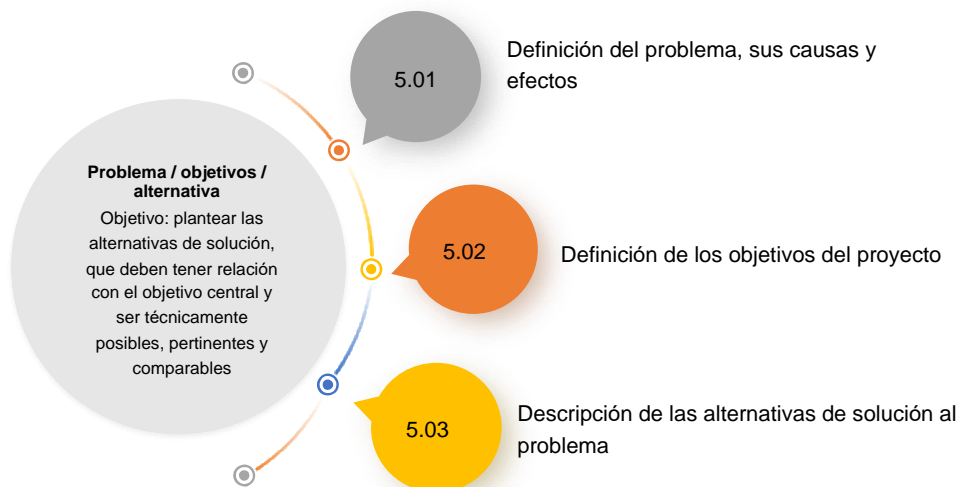 Problema / objetivos /
alternativa
Objetivo: plantear las
alternativas de solución,
que deben tener relación
con el objetivo central y
ser técnicamente
posibles, pertinentes y
comparables
5.01
Definición del problema, sus causas y
efectos
5.02
Definición de los objetivos del proyecto
5.03
Descripción de las alternativas de solución al
problema